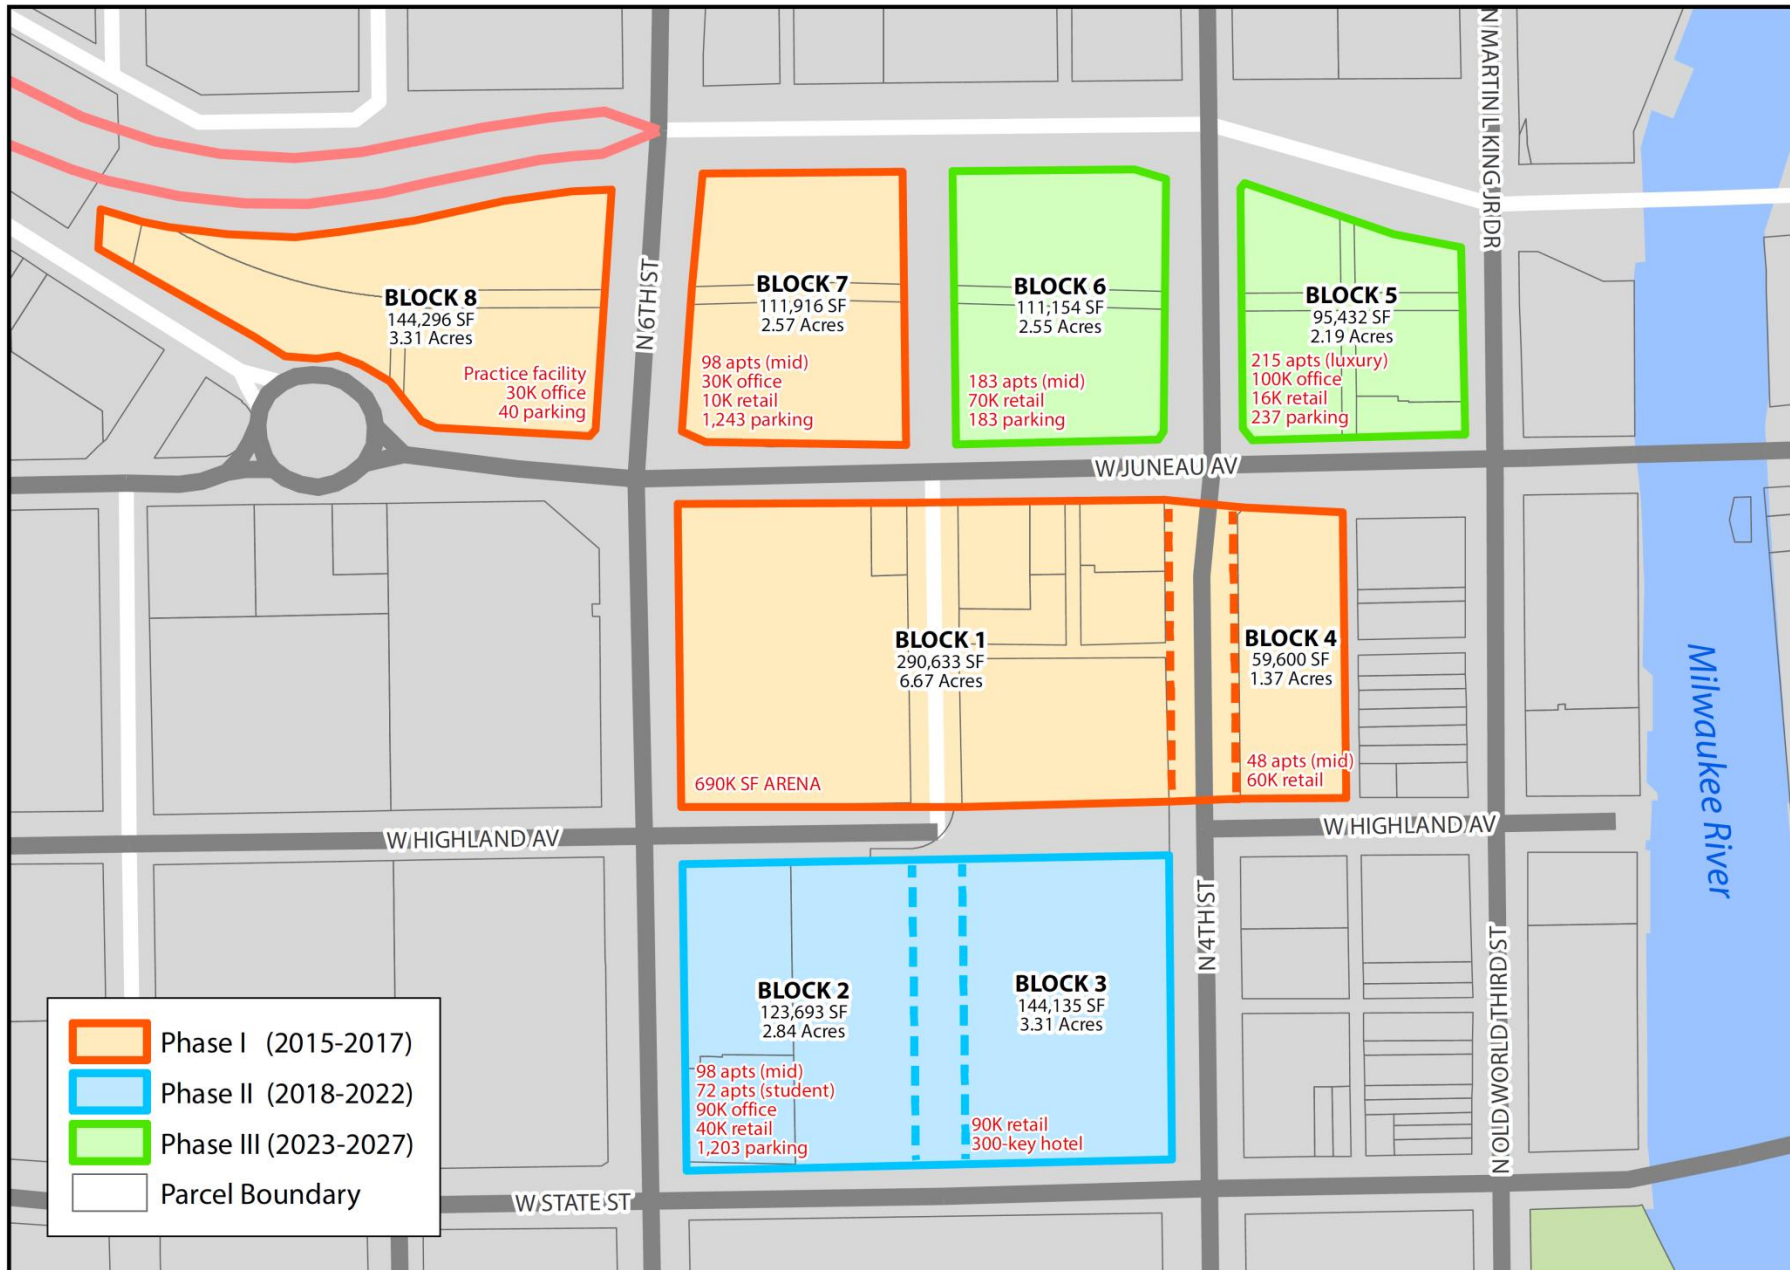 N MARTIN L KING JR DR
N 6TH ST
BLOCK 8
144,296 SF
3.31 Acres
Practice facility
30K office
40 parking
BLOCK 7
111,916 SF
2.57 Acres
98 apts (mid)
30K office
10K retail
1,243 parking
BLOCK 6
111,154 SF
2.55 Acres
183 apts (mid)
70K retail
183 parking
BLOCK 5
95,432 SF
2.19 Acres
215 apts (luxury)
100K office
16K retail
237 parking
W JUNEAU AV
BLOCK 1
290,633 SF
6.67 Acres
690K SF ARENA
BLOCK 4
59,600 SF
1.37 Acres
48 apts (mid)
60K retail
Milwaukee River
W HIGHLAND AV
W HIGHLAND AV
N 4TH ST
N OLD WORLD THIRD ST
BLOCK 2
123,693 SF
2.84 Acres
98 apts (mid)
72 apts (student)
90K office
40K retail
1,203 parking
BLOCK 3
144,135 SF
3.31 Acres
90K retail
300-key hotel
W STATE ST
Phase I (2015-2017)
Phase II (2018-2022)
Phase III (2023-2027)
Parcel Boundary